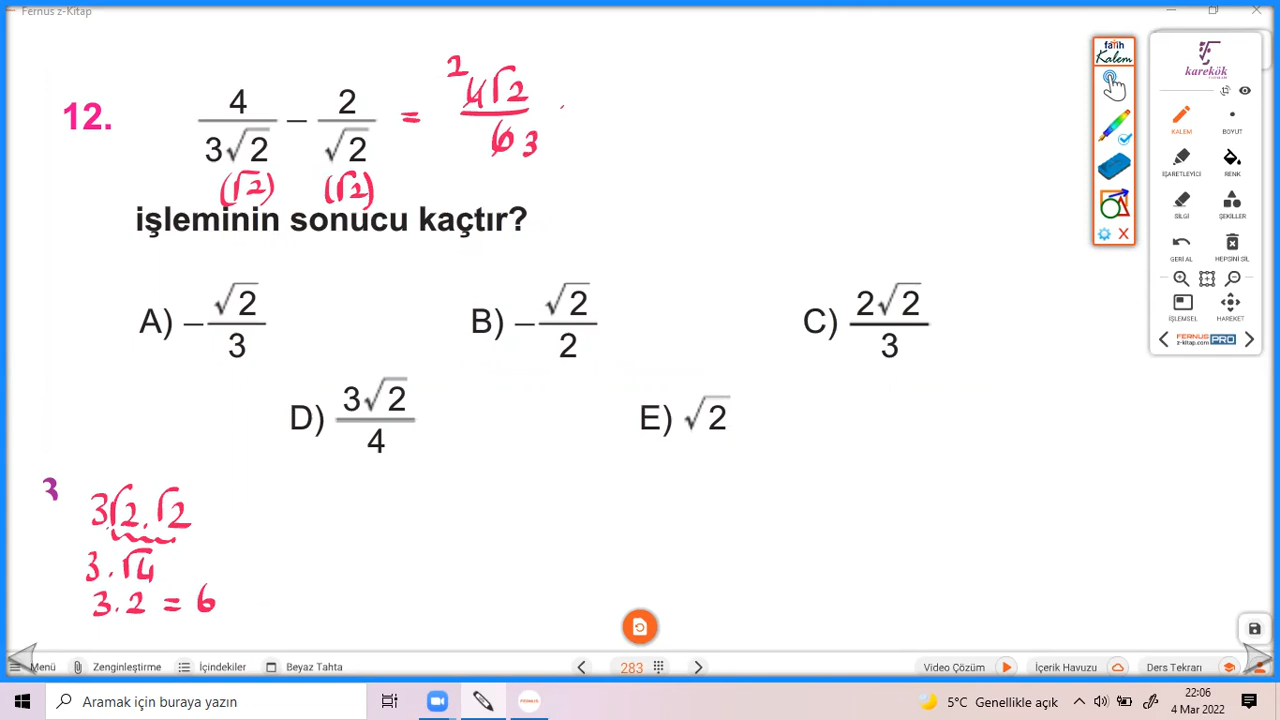 Fernus z-Kitap
12. 4/(3√2) − 2/√2 = ²4√2/6 3
(√2) (√2)
işleminin sonucu kaçtır?
A) −√2/3 B) −√2/2 C) 2√2/3
D) 3√2/4 E) √2
3
3√2.√2
3.√4
3.2 = 6
fatih
Kalem
karekök
KALEM BOYUT
İŞARETLEYİCİ RENK
SİLGİ ŞEKİLLER
GERİ AL HEPSİNİ SİL
İŞLEMSEL HAREKET
FERNUS
z-kitap.com PRO
Menü Zenginleştirme İçindekiler Beyaz Tahta 283 Video Çözüm İçerik Havuzu Ders Tekrarı
Aramak için buraya yazın
FERNUS
5°C Genellikle açık
22:06
4 Mar 2022